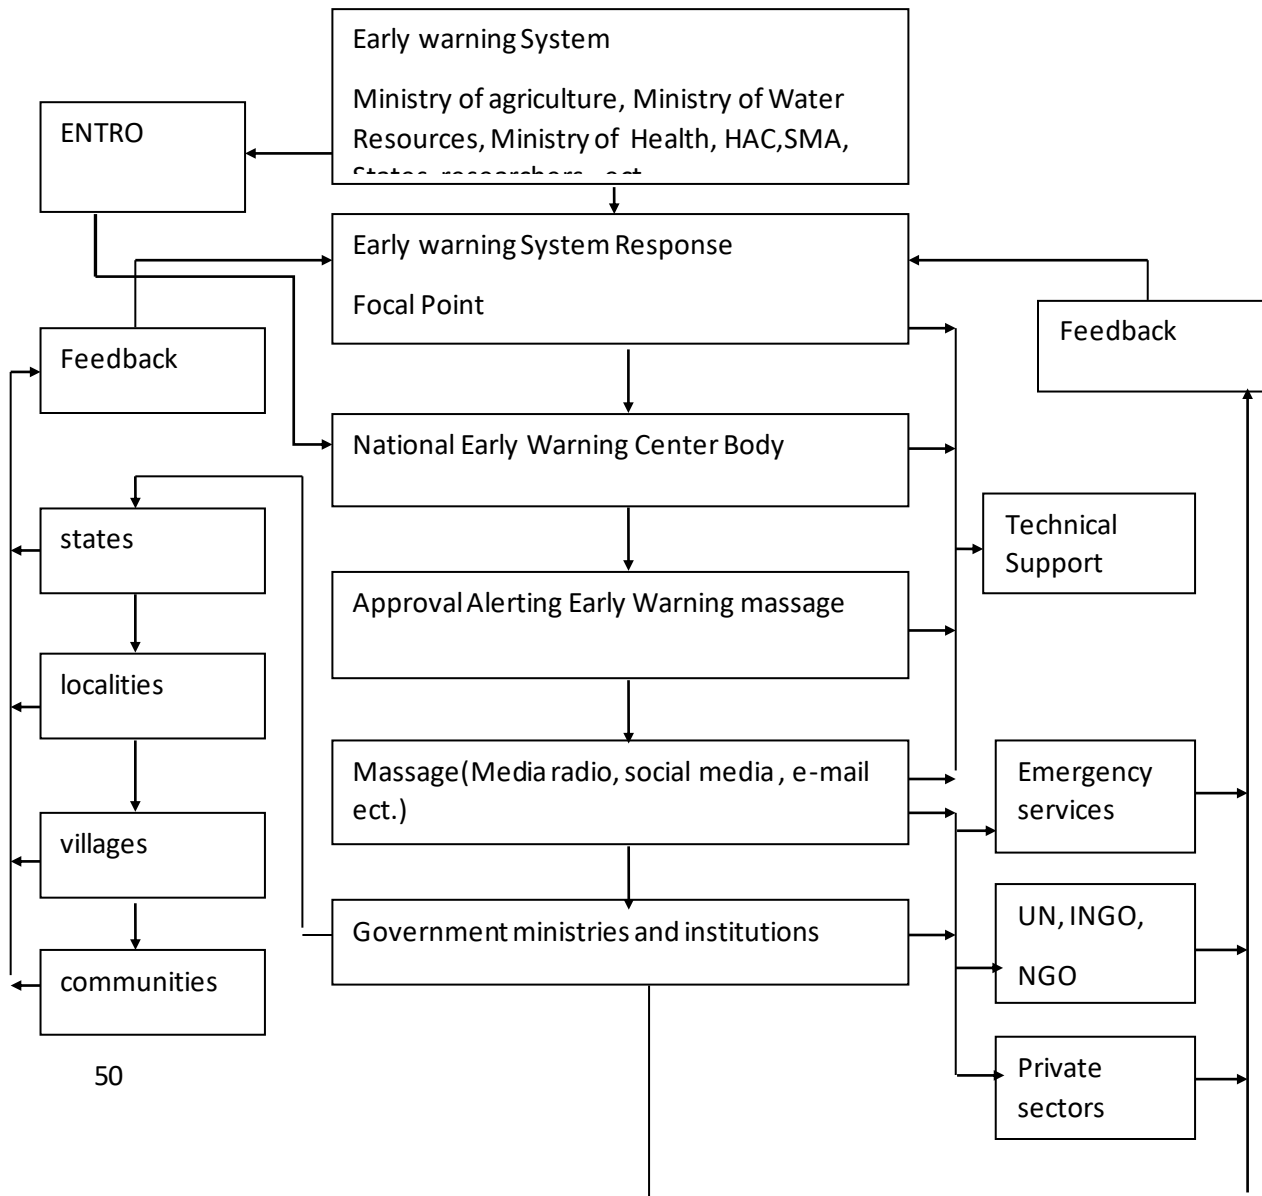 Early warning System
Ministry of agriculture, Ministry of Water
Resources, Ministry of Health, HAC,SMA,
ENTRO
Early warning System Response
Focal Point
Feedback
Feedback
National Early Warning Center Body
states
Technical
Support
Approval Alerting Early Warning massage
localities
Massage(Media radio, social media , e-mail
ect.)
Emergency
services
villages
Government ministries and institutions
UN, INGO,
NGO
communities
Private
sectors
50